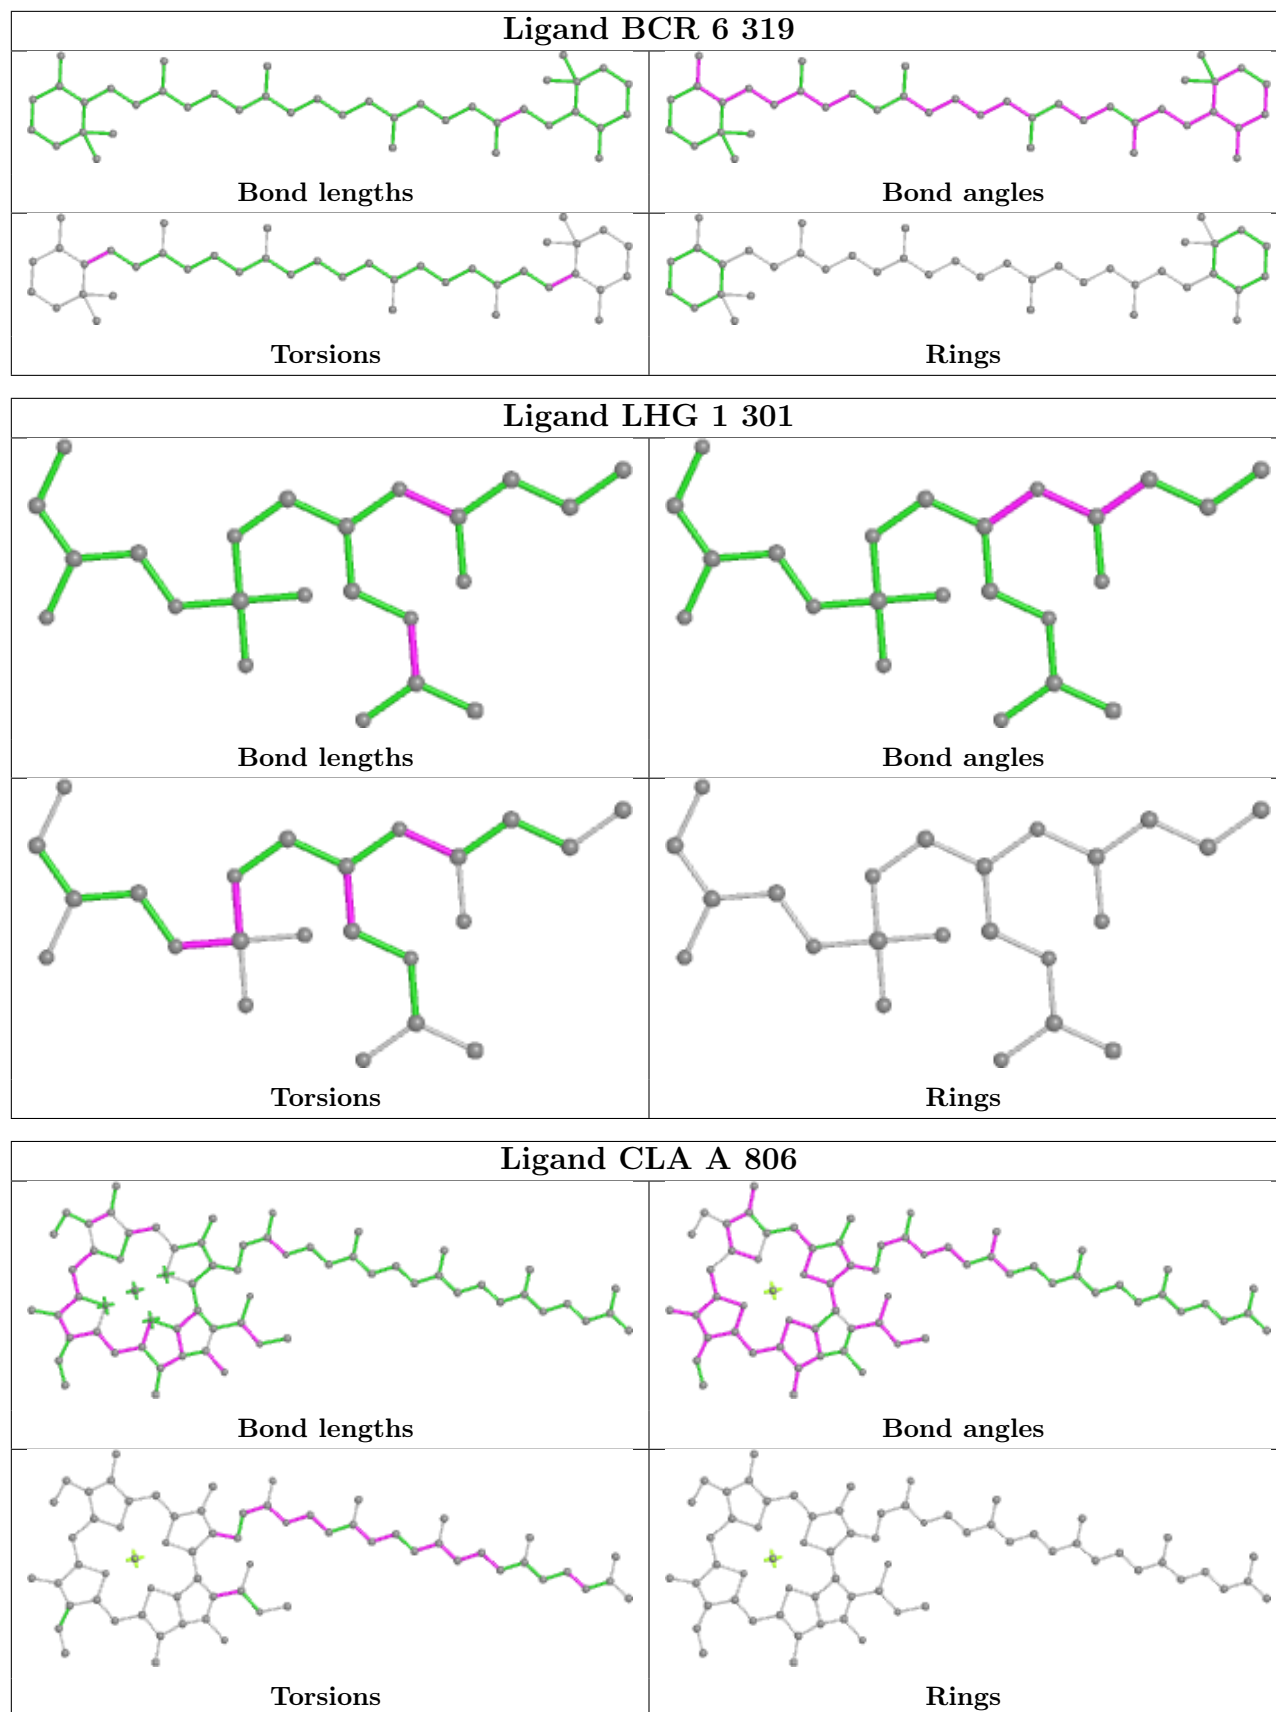 Ligand BCR 6 319
Bond lengths
Bond angles
Torsions
Rings
Ligand LHG 1 301
Bond lengths
Bond angles
Torsions
Rings
Ligand CLA A 806
Bond lengths
Bond angles
Torsions
Rings